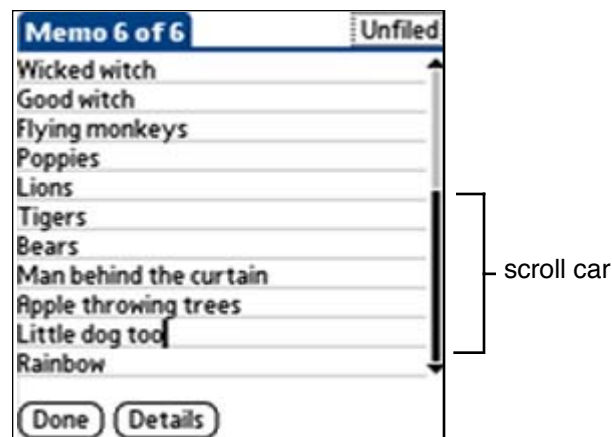 Memo 6 of 6 Unfiled
Wicked witch
Good witch
Flying monkeys
Poppies
Lions
Tigers
Bears
Man behind the curtain
scroll car
Apple throwing trees
Little dog too
Rainbow
Done Details